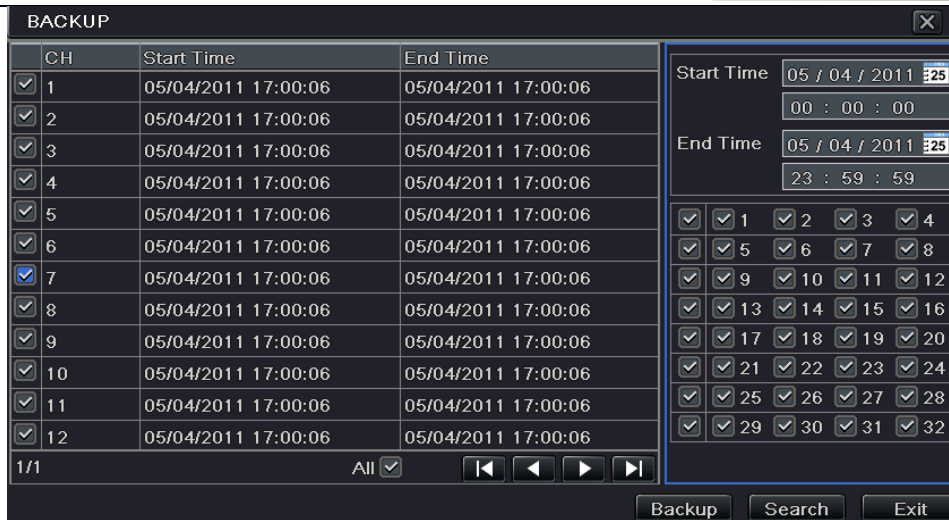 BACKUP
CH Start Time End Time
1 05/04/2011 17:00:06 05/04/2011 17:00:06
2 05/04/2011 17:00:06 05/04/2011 17:00:06
3 05/04/2011 17:00:06 05/04/2011 17:00:06
4 05/04/2011 17:00:06 05/04/2011 17:00:06
5 05/04/2011 17:00:06 05/04/2011 17:00:06
6 05/04/2011 17:00:06 05/04/2011 17:00:06
7 05/04/2011 17:00:06 05/04/2011 17:00:06
8 05/04/2011 17:00:06 05/04/2011 17:00:06
9 05/04/2011 17:00:06 05/04/2011 17:00:06
10 05/04/2011 17:00:06 05/04/2011 17:00:06
11 05/04/2011 17:00:06 05/04/2011 17:00:06
12 05/04/2011 17:00:06 05/04/2011 17:00:06
1/1 All
Start Time 05 / 04 / 2011 25
00 : 00 : 00
End Time 05 / 04 / 2011 25
23 : 59 : 59
1 2 3 4
5 6 7 8
9 10 11 12
13 14 15 16
17 18 19 20
21 22 23 24
25 26 27 28
29 30 31 32
Backup Search Exit